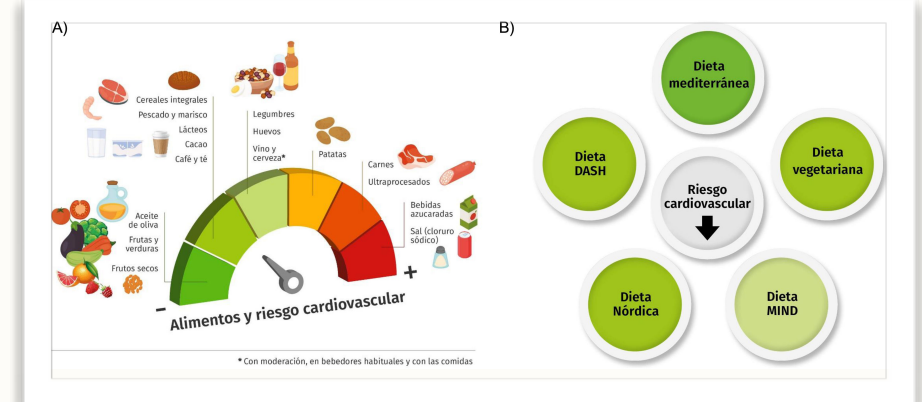 A)
Cereales integrales
Pescado y marisco
Lácteos
Cacao
Café y té
Legumbres
Huevos
Vino y
cerveza*
Patatas
Carnes
Ultraprocesados
Bebidas
azucaradas
Sal (cloruro
sódico)
Aceite
de oliva
Frutas y
verduras
Frutos secos
−
+
Alimentos y riesgo cardiovascular
* Con moderación, en bebedores habituales y con las comidas
B)
Dieta
mediterránea
Dieta
DASH
Dieta
vegetariana
Riesgo
cardiovascular
Dieta
Nórdica
Dieta
MIND